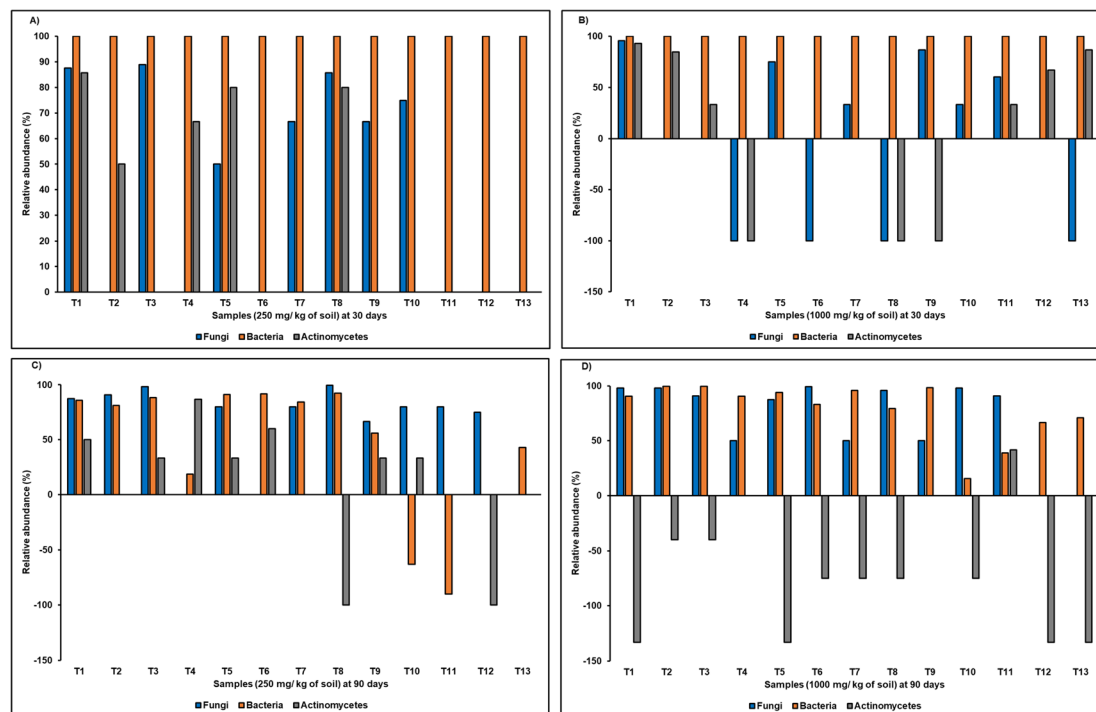 A)
Relative abundance (%)
100
90
80
70
60
50
40
30
20
10
0
T1 T2 T3 T4 T5 T6 T7 T8 T9 T10 T11 T12 T13
Samples (250 mg/ kg of soil) at 30 days
Fungi Bacteria Actinomycetes
B)
Relative abundance (%)
100
50
0
-50
-100
-150
T1 T2 T3 T4 T5 T6 T7 T8 T9 T10 T11 T12 T13
Samples (1000 mg/ kg of soil) at 30 days
Fungi Bacteria Actinomycetes
C)
Relative abundance (%)
100
50
0
-50
-100
-150
T1 T2 T3 T4 T5 T6 T7 T8 T9 T10 T11 T12 T13
Samples (250 mg/ kg of soil) at 90 days
Fungi Bacteria Actinomycetes
D)
Relative abundance (%)
100
50
0
-50
-100
-150
T1 T2 T3 T4 T5 T6 T7 T8 T9 T10 T11 T12 T13
Samples (1000 mg/ kg of soil) at 90 days
Fungi Bacteria Actinomycetes